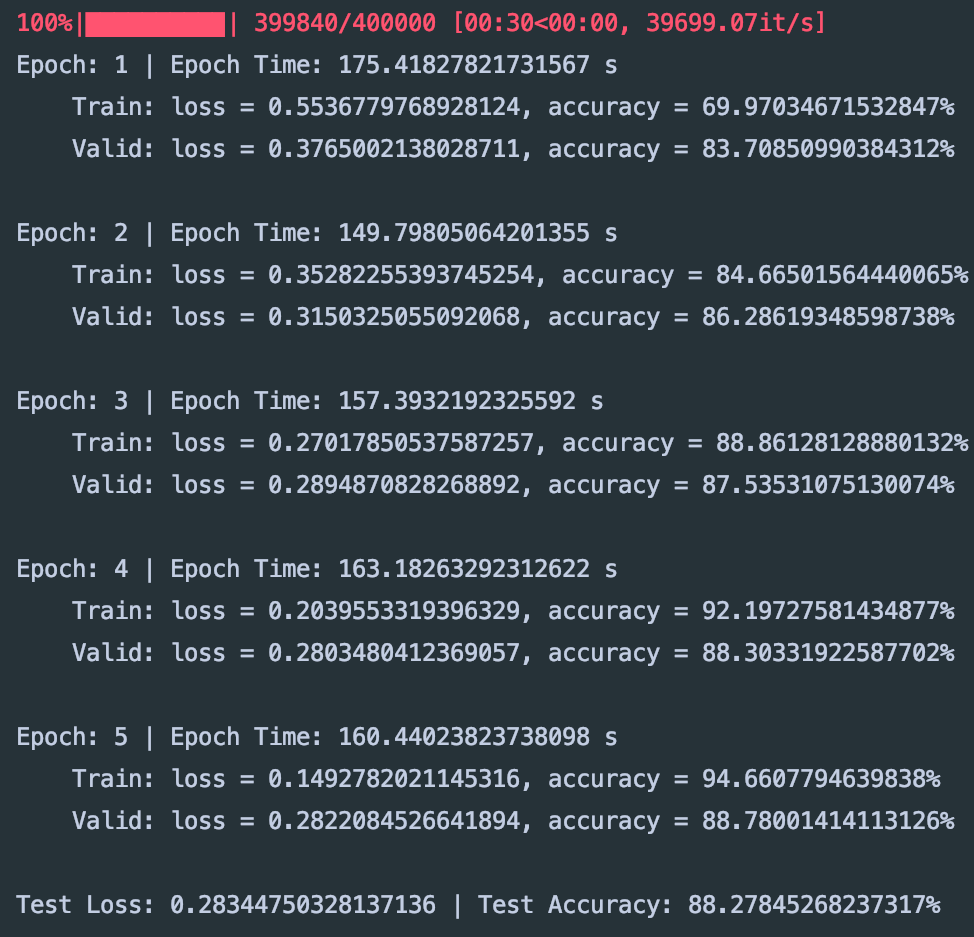 100%|██████████| 399840/400000 [00:30<00:00, 39699.07it/s]
Epoch: 1 | Epoch Time: 175.41827821731567 s
Train: loss = 0.5536779768928124, accuracy = 69.97034671532847%
Valid: loss = 0.3765002138028711, accuracy = 83.70850990384312%
Epoch: 2 | Epoch Time: 149.79805064201355 s
Train: loss = 0.35282255393745254, accuracy = 84.66501564440065%
Valid: loss = 0.3150325055092068, accuracy = 86.28619348598738%
Epoch: 3 | Epoch Time: 157.3932192325592 s
Train: loss = 0.27017850537587257, accuracy = 88.86128128880132%
Valid: loss = 0.2894870828268892, accuracy = 87.53531075130074%
Epoch: 4 | Epoch Time: 163.18263292312622 s
Train: loss = 0.2039553319396329, accuracy = 92.19727581434877%
Valid: loss = 0.2803480412369057, accuracy = 88.30331922587702%
Epoch: 5 | Epoch Time: 160.44023823738098 s
Train: loss = 0.1492782021145316, accuracy = 94.6607794639838%
Valid: loss = 0.2822084526641894, accuracy = 88.78001414113126%
Test Loss: 0.28344750328137136 | Test Accuracy: 88.27845268237317%